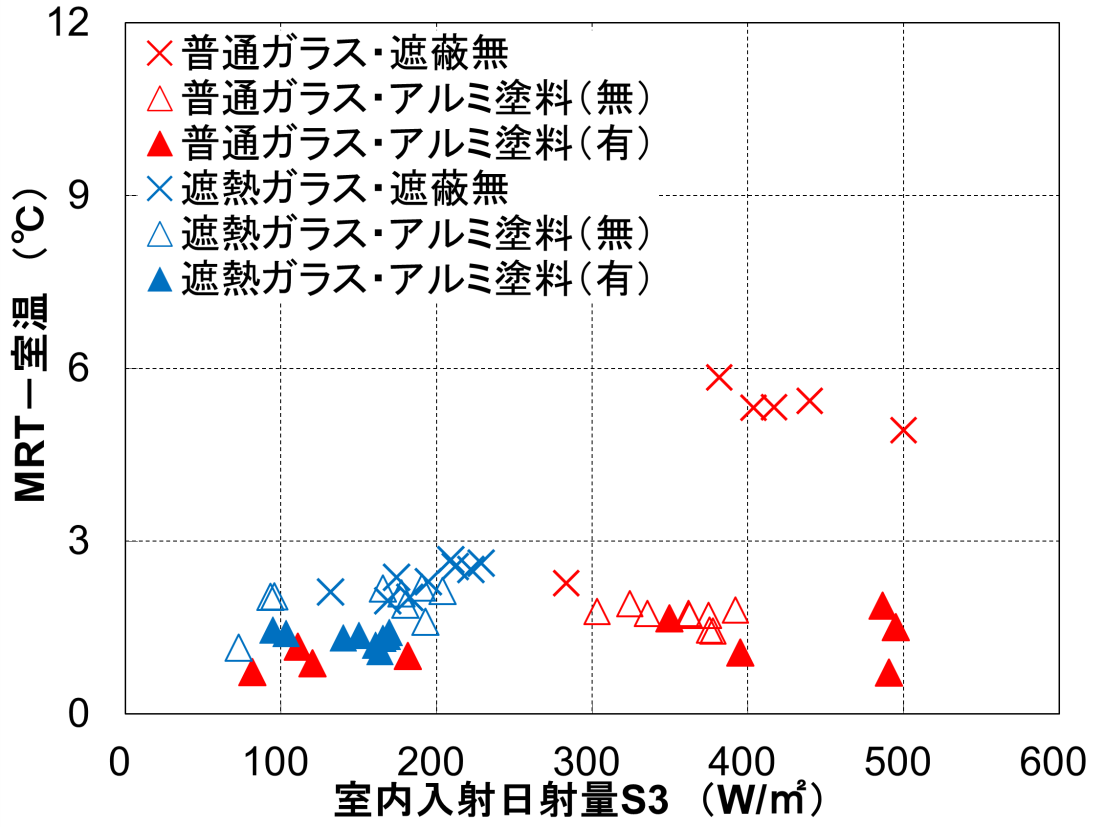 12
9
6
3
0
普通ガラス・遮蔽無
普通ガラス・アルミ塗料(無)
普通ガラス・アルミ塗料(有)
遮熱ガラス・遮蔽無
遮熱ガラス・アルミ塗料(無)
遮熱ガラス・アルミ塗料(有)
MRT－室温 (℃)
0 100 200 300 400 500 600
室内入射日射量S3 (W/㎡)